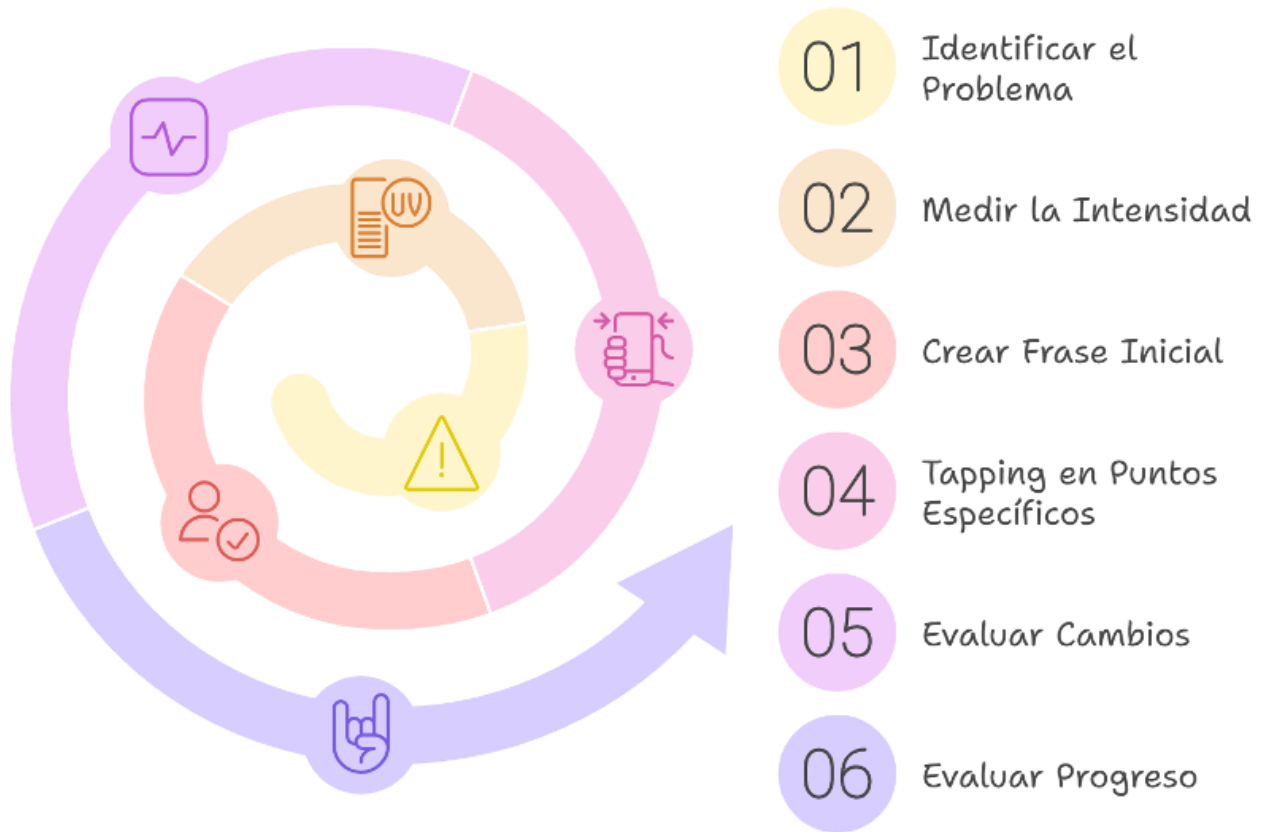 UV
01
Identificar el
Problema
02
Medir la Intensidad
03
Crear Frase Inicial
04
Tapping en Puntos
Específicos
05
Evaluar Cambios
06
Evaluar Progreso